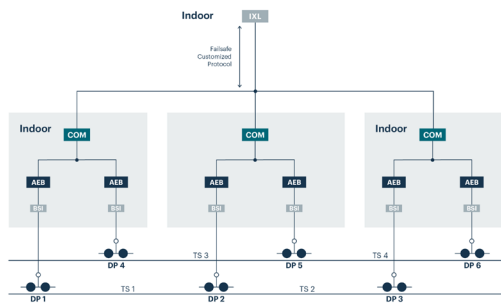 Indoor IXL
Failsafe
Customized
Protocol
Indoor
COM
AEB AEB
BSI BSI
COM
AEB AEB
BSI BSI
Indoor
COM
AEB AEB
BSI BSI
DP 4 TS 3 DP 5 TS 4 DP 6
DP 1 TS 1 DP 2 TS 2 DP 3